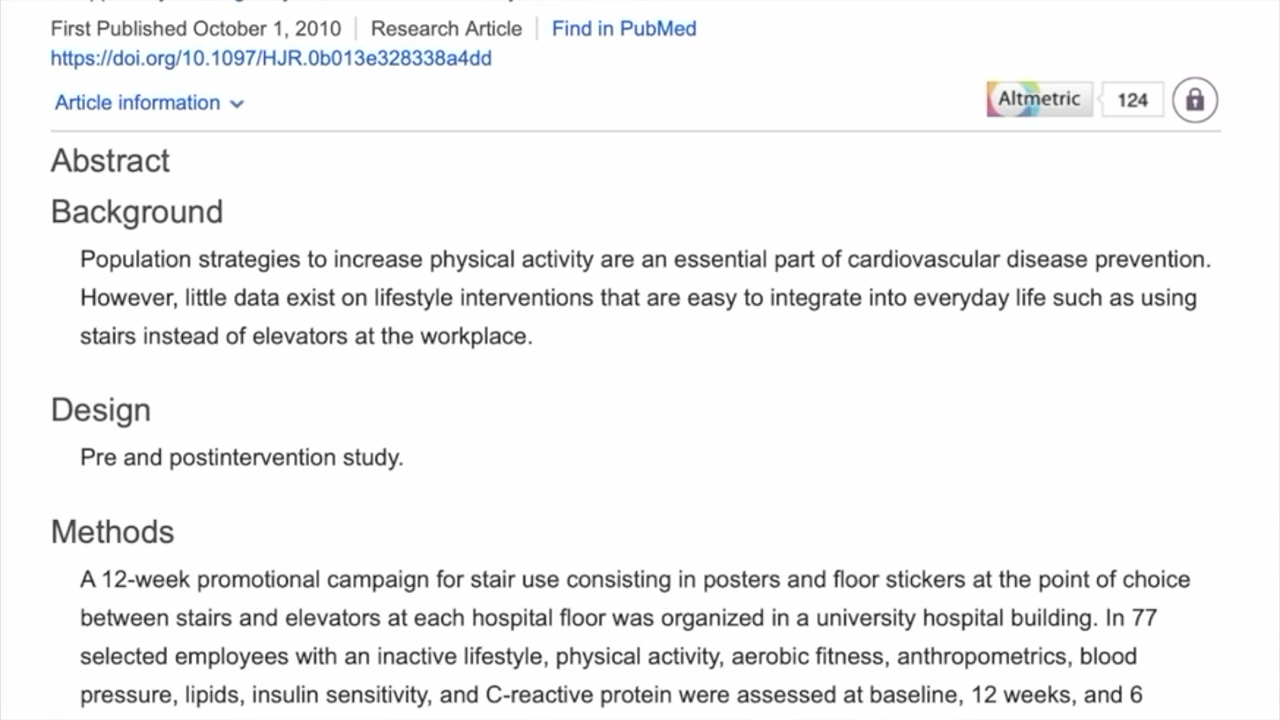 First Published October 1, 2010 | Research Article | Find in PubMed
https://doi.org/10.1097/HJR.0b013e328338a4dd
Article information
Altmetric 124
Abstract
Background
Population strategies to increase physical activity are an essential part of cardiovascular disease prevention.
However, little data exist on lifestyle interventions that are easy to integrate into everyday life such as using
stairs instead of elevators at the workplace.
Design
Pre and postintervention study.
Methods
A 12-week promotional campaign for stair use consisting in posters and floor stickers at the point of choice
between stairs and elevators at each hospital floor was organized in a university hospital building. In 77
selected employees with an inactive lifestyle, physical activity, aerobic fitness, anthropometrics, blood
pressure, lipids, insulin sensitivity, and C-reactive protein were assessed at baseline, 12 weeks, and 6